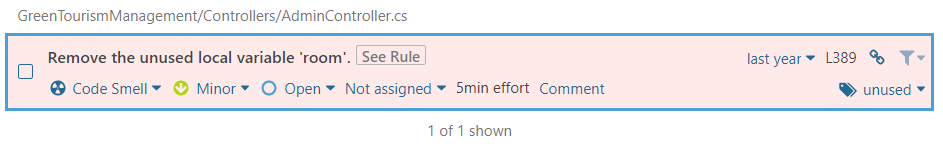 GreenTourismManagement/Controllers/AdminController.cs
Remove the unused local variable 'room'. See Rule last year L389
Code Smell Minor Open Not assigned 5min effort Comment unused
1 of 1 shown